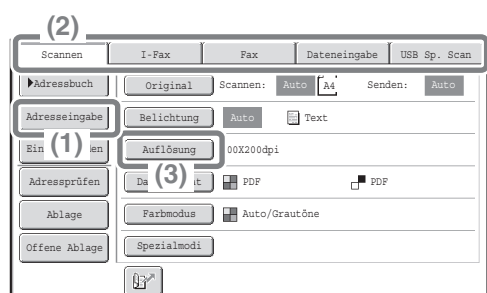 (2)
Scannen I-Fax Fax Dateneingabe USB Sp. Scan
Adressbuch Original Scannen: Auto A4 Senden: Auto
Adresseingabe Belichtung Auto Text
(1) Auflösung 00X200dpi
Adressprüfen (3) PDF PDF
Ablage Farbmodus Auto/Grautöne
Offene Ablage Spezialmodi